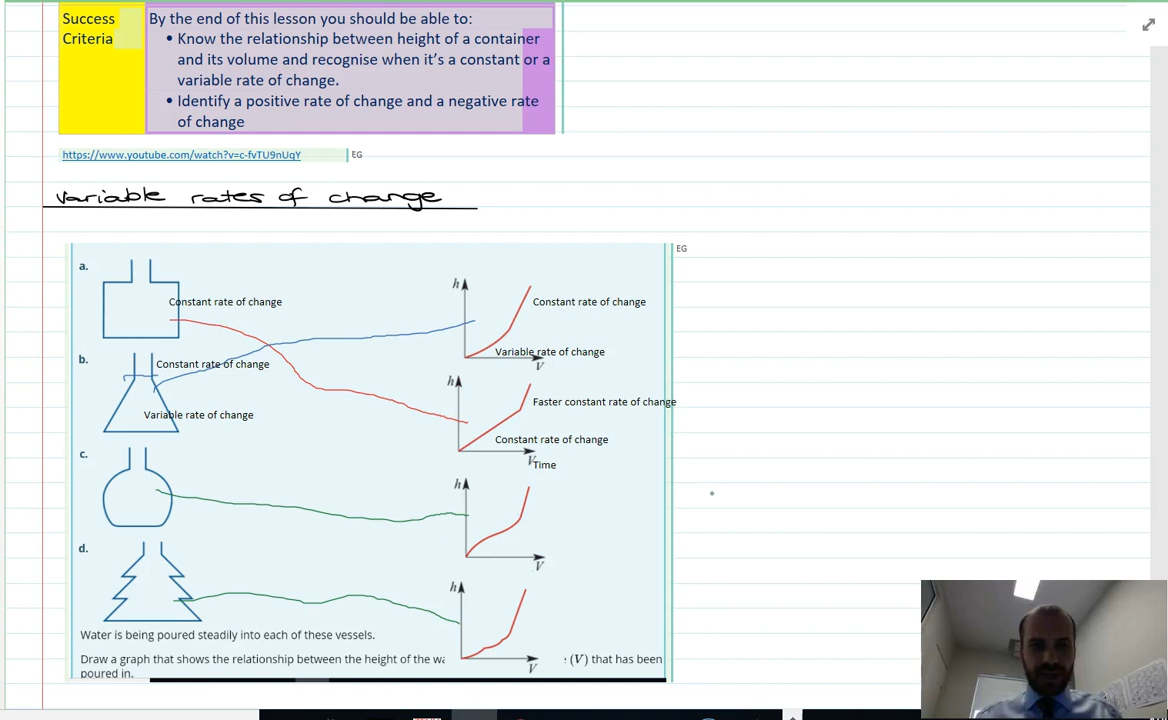 Success
Criteria
By the end of this lesson you should be able to:
• Know the relationship between height of a container
and its volume and recognise when it's a constant or a
variable rate of change.
• Identify a positive rate of change and a negative rate
of change
https://www.youtube.com/watch?v=c-fvTU9nUqY
EG
Variable rates of change
EG
a.
Constant rate of change
h
Constant rate of change
Variable rate of change
V
b.
Constant rate of change
Variable rate of change
h
Faster constant rate of change
Constant rate of change
V
Time
c.
h
V
d.
h
V
Water is being poured steadily into each of these vessels.
Draw a graph that shows the relationship between the height of the
(V) that has been
poured in.